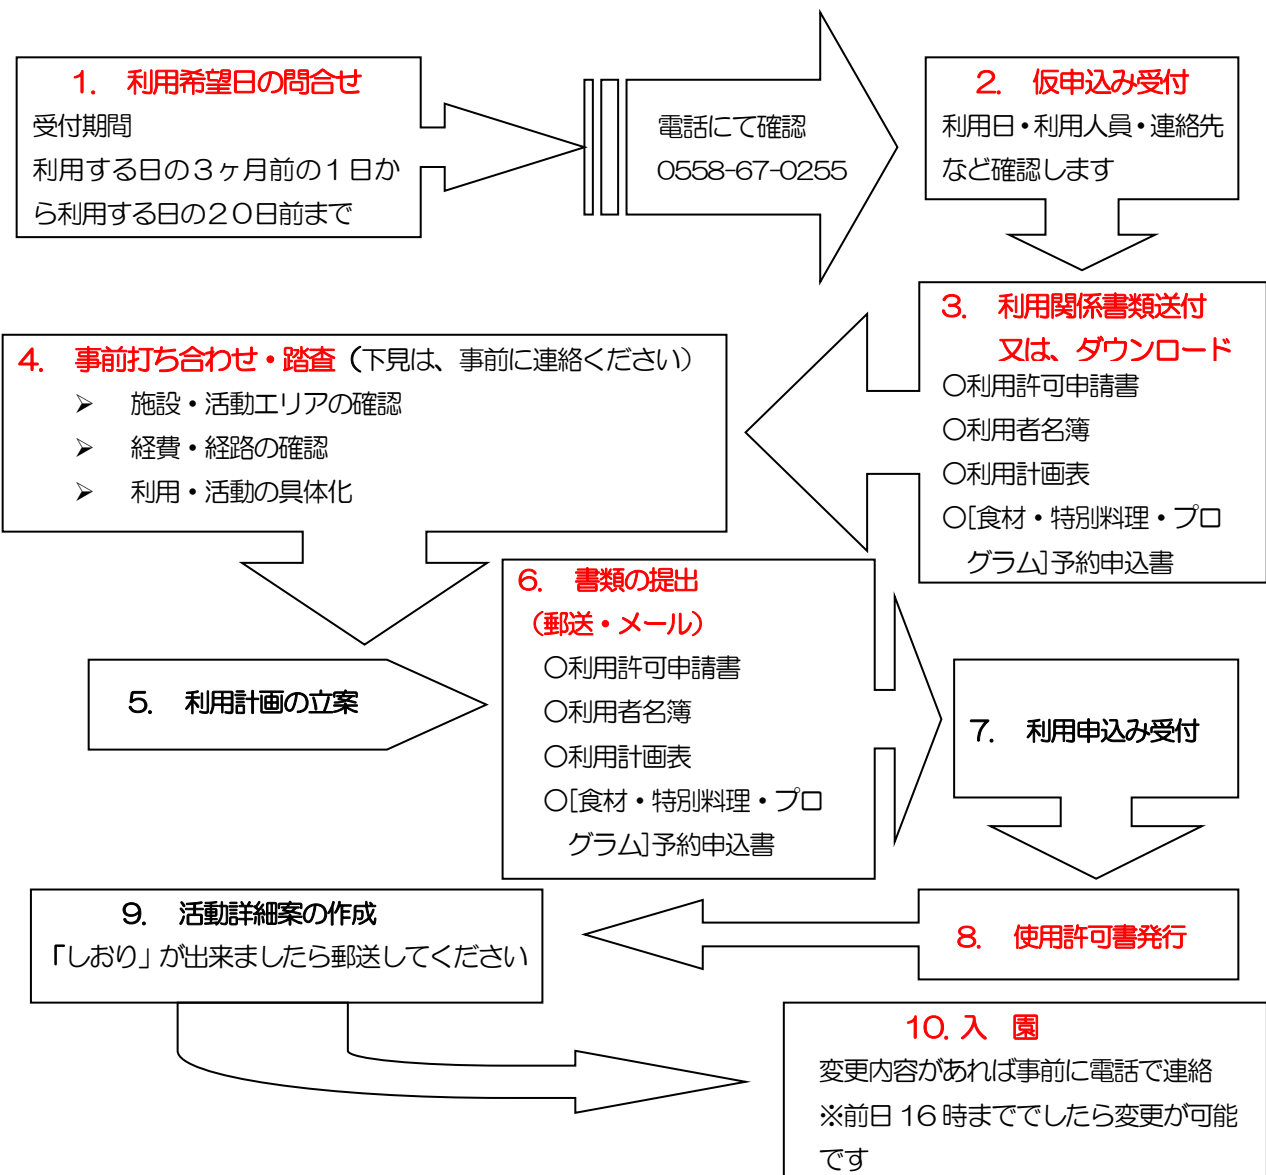 1. 利用希望日の問合せ
受付期間
利用する日の3ヶ月前の1日か
ら利用する日の20日前まで
電話にて確認
0558-67-0255
2. 仮申込み受付
利用日・利用人員・連絡先
など確認します
3. 利用関係書類送付
又は、ダウンロード
○利用許可申請書
○利用者名簿
○利用計画表
○[食材・特別料理・プロ
グラム]予約申込書
4. 事前打ち合わせ・踏査（下見は、事前に連絡ください）
➢ 施設・活動エリアの確認
➢ 経費・経路の確認
➢ 利用・活動の具体化
5. 利用計画の立案
6. 書類の提出
（郵送・メール）
○利用許可申請書
○利用者名簿
○利用計画表
○[食材・特別料理・プロ
グラム]予約申込書
7. 利用申込み受付
8. 使用許可書発行
9. 活動詳細案の作成
「しおり」が出来ましたら郵送してください
10. 入 園
変更内容があれば事前に電話で連絡
※前日16時まででしたら変更が可能
です